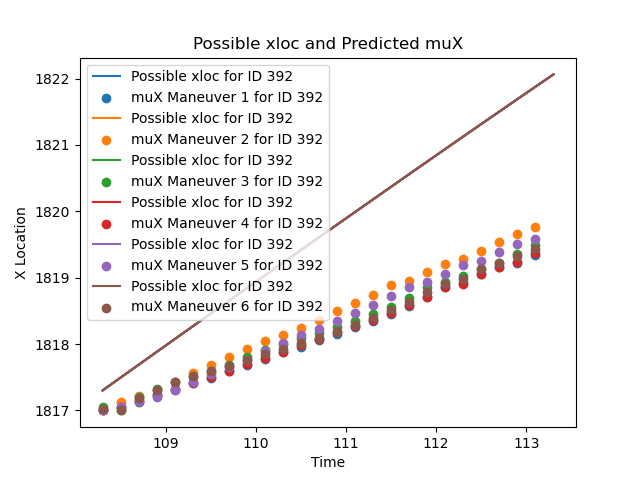 Possible xloc and Predicted muX
1822
1821
1820
1819
1818
1817
X Location
Possible xloc for ID 392
muX Maneuver 1 for ID 392
Possible xloc for ID 392
muX Maneuver 2 for ID 392
Possible xloc for ID 392
muX Maneuver 3 for ID 392
Possible xloc for ID 392
muX Maneuver 4 for ID 392
Possible xloc for ID 392
muX Maneuver 5 for ID 392
Possible xloc for ID 392
muX Maneuver 6 for ID 392
109 110 111 112 113
Time